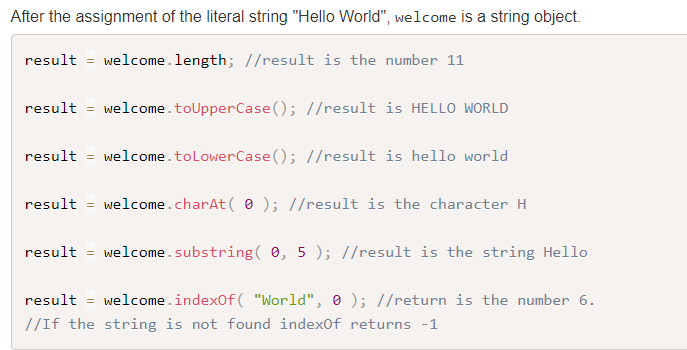 After the assignment of the literal string "Hello World", welcome is a string object.
result = welcome.length; //result is the number 11
result = welcome.toUpperCase(); //result is HELLO WORLD
result = welcome.toLowerCase(); //result is hello world
result = welcome.charAt( 0 ); //result is the character H
result = welcome.substring( 0, 5 ); //result is the string Hello
result = welcome.indexOf( "World", 0 ); //return is the number 6.
//If the string is not found indexOf returns -1